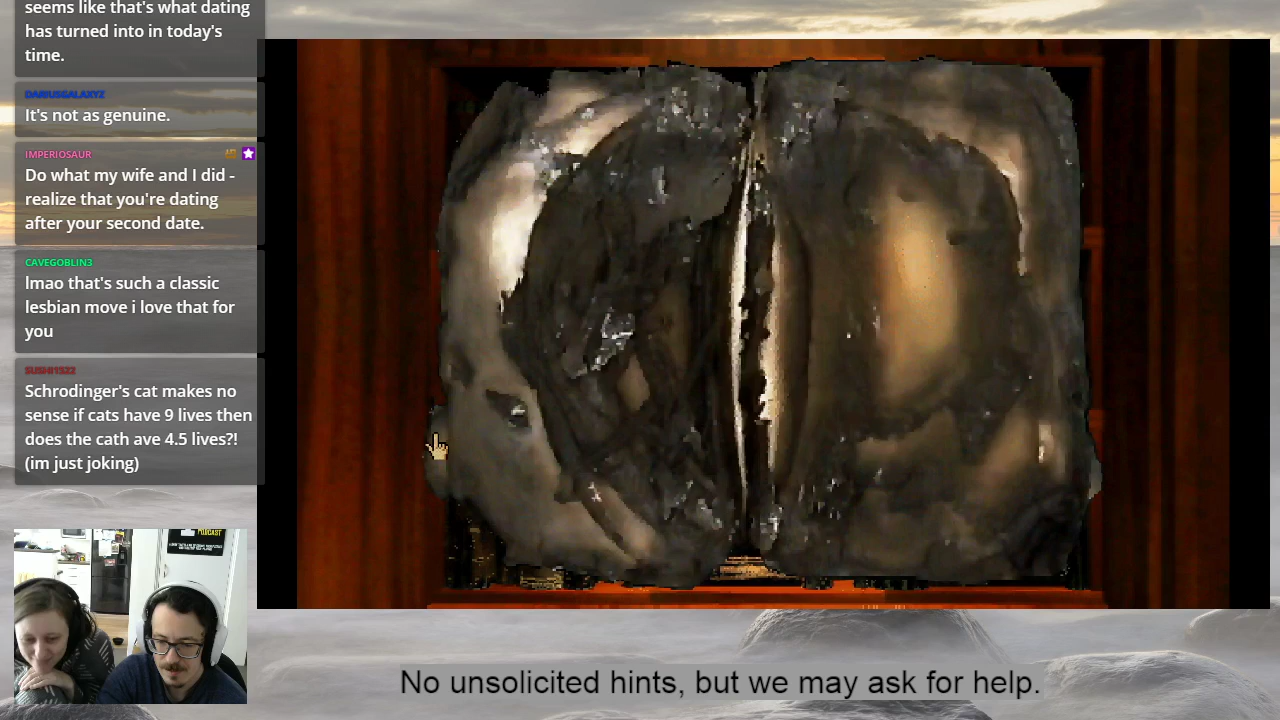 seems like that's what dating
has turned into in today's
time.
DARIUSGALAXYZ
It's not as genuine.
IMPERIOSAUR
Do what my wife and I did -
realize that you're dating
after your second date.
CAVEGOBLIN3
lmao that's such a classic
lesbian move i love that for
you
SUSHI1522
Schrodinger's cat makes no
sense if cats have 9 lives then
does the cath ave 4.5 lives?!
(im just joking)
PODCAST
No unsolicited hints, but we may ask for help.